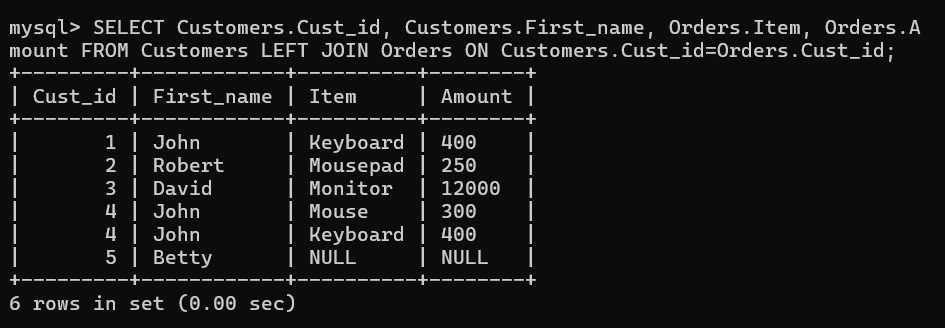 mysql> SELECT Customers.Cust_id, Customers.First_name, Orders.Item, Orders.A
mount FROM Customers LEFT JOIN Orders ON Customers.Cust_id=Orders.Cust_id;
+---------+------------+----------+--------+
| Cust_id | First_name | Item     | Amount |
+---------+------------+----------+--------+
|       1 | John       | Keyboard | 400    |
|       2 | Robert     | Mousepad | 250    |
|       3 | David      | Monitor  | 12000  |
|       4 | John       | Mouse    | 300    |
|       4 | John       | Keyboard | 400    |
|       5 | Betty      | NULL     | NULL   |
+---------+------------+----------+--------+
6 rows in set (0.00 sec)